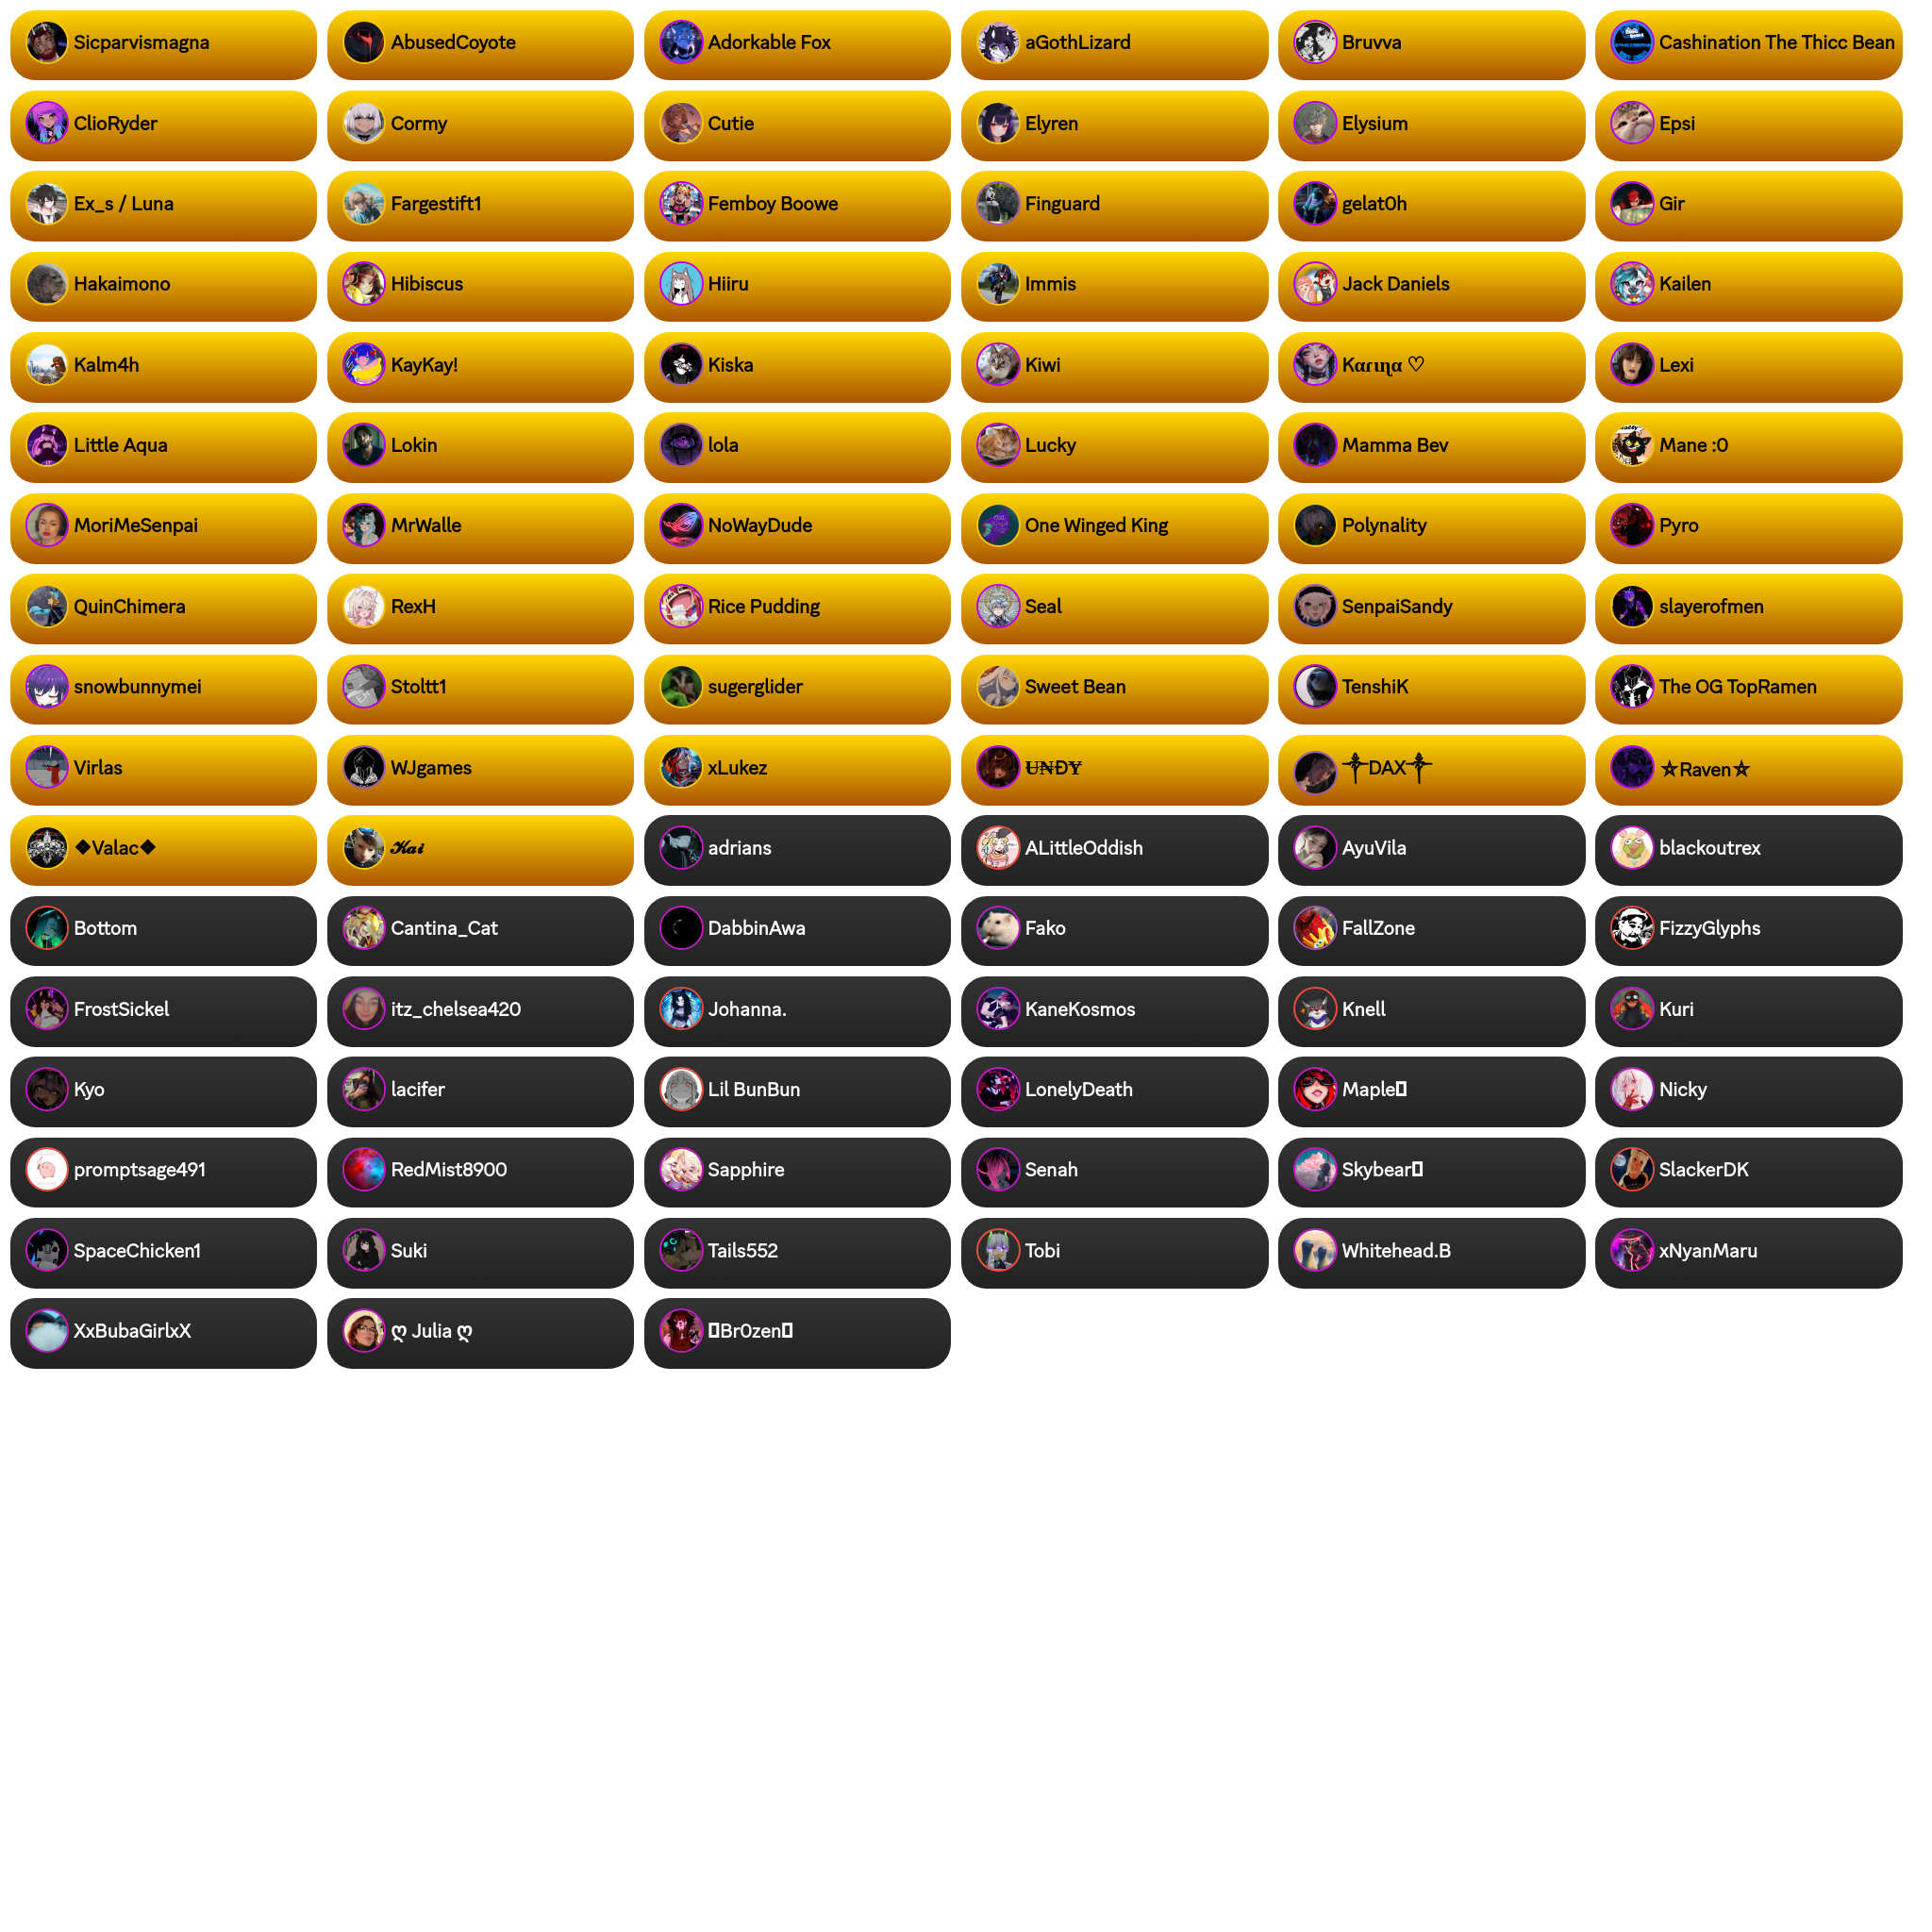 Sicparvismagna
AbusedCoyote
Adorkable Fox
aGothLizard
Bruvva
Cashination The Thicc Bean
ClioRyder
Cormy
Cutie
Elyren
Elysium
Epsi
Ex_s / Luna
Fargestift1
Femboy Boowe
Finguard
gelat0h
Gir
Hakaimono
Hibiscus
Hiiru
Immis
Jack Daniels
Kailen
Kalm4h
KayKay!
Kiska
Kiwi
Kαɾιηα ♡
Lexi
Little Aqua
Lokin
lola
Lucky
Mamma Bev
Mane :0
MoriMeSenpai
MrWalle
NoWayDude
One Winged King
Polynality
Pyro
QuinChimera
RexH
Rice Pudding
Seal
SenpaiSandy
slayerofmen
snowbunnymei
Stoltt1
sugerglider
Sweet Bean
TenshiK
The OG TopRamen
Virlas
WJgames
xLukez
U̶₦ĐɎ
༒DAX༒
⛤Raven⛤
❖Valac❖
𝓚𝓪𝓲
adrians
ALittleOddish
AyuVila
blackoutrex
Bottom
Cantina_Cat
DabbinAwa
Fako
FallZone
FizzyGlyphs
FrostSickel
itz_chelsea420
Johanna.
KaneKosmos
Knell
Kuri
Kyo
lacifer
Lil BunBun
LonelyDeath
Maple▯
Nicky
promptsage491
RedMist8900
Sapphire
Senah
Skybear▯
SlackerDK
SpaceChicken1
Suki
Tails552
Tobi
Whitehead.B
xNyanMaru
XxBubaGirlxX
ღ Julia ღ
▯Br0zen▯